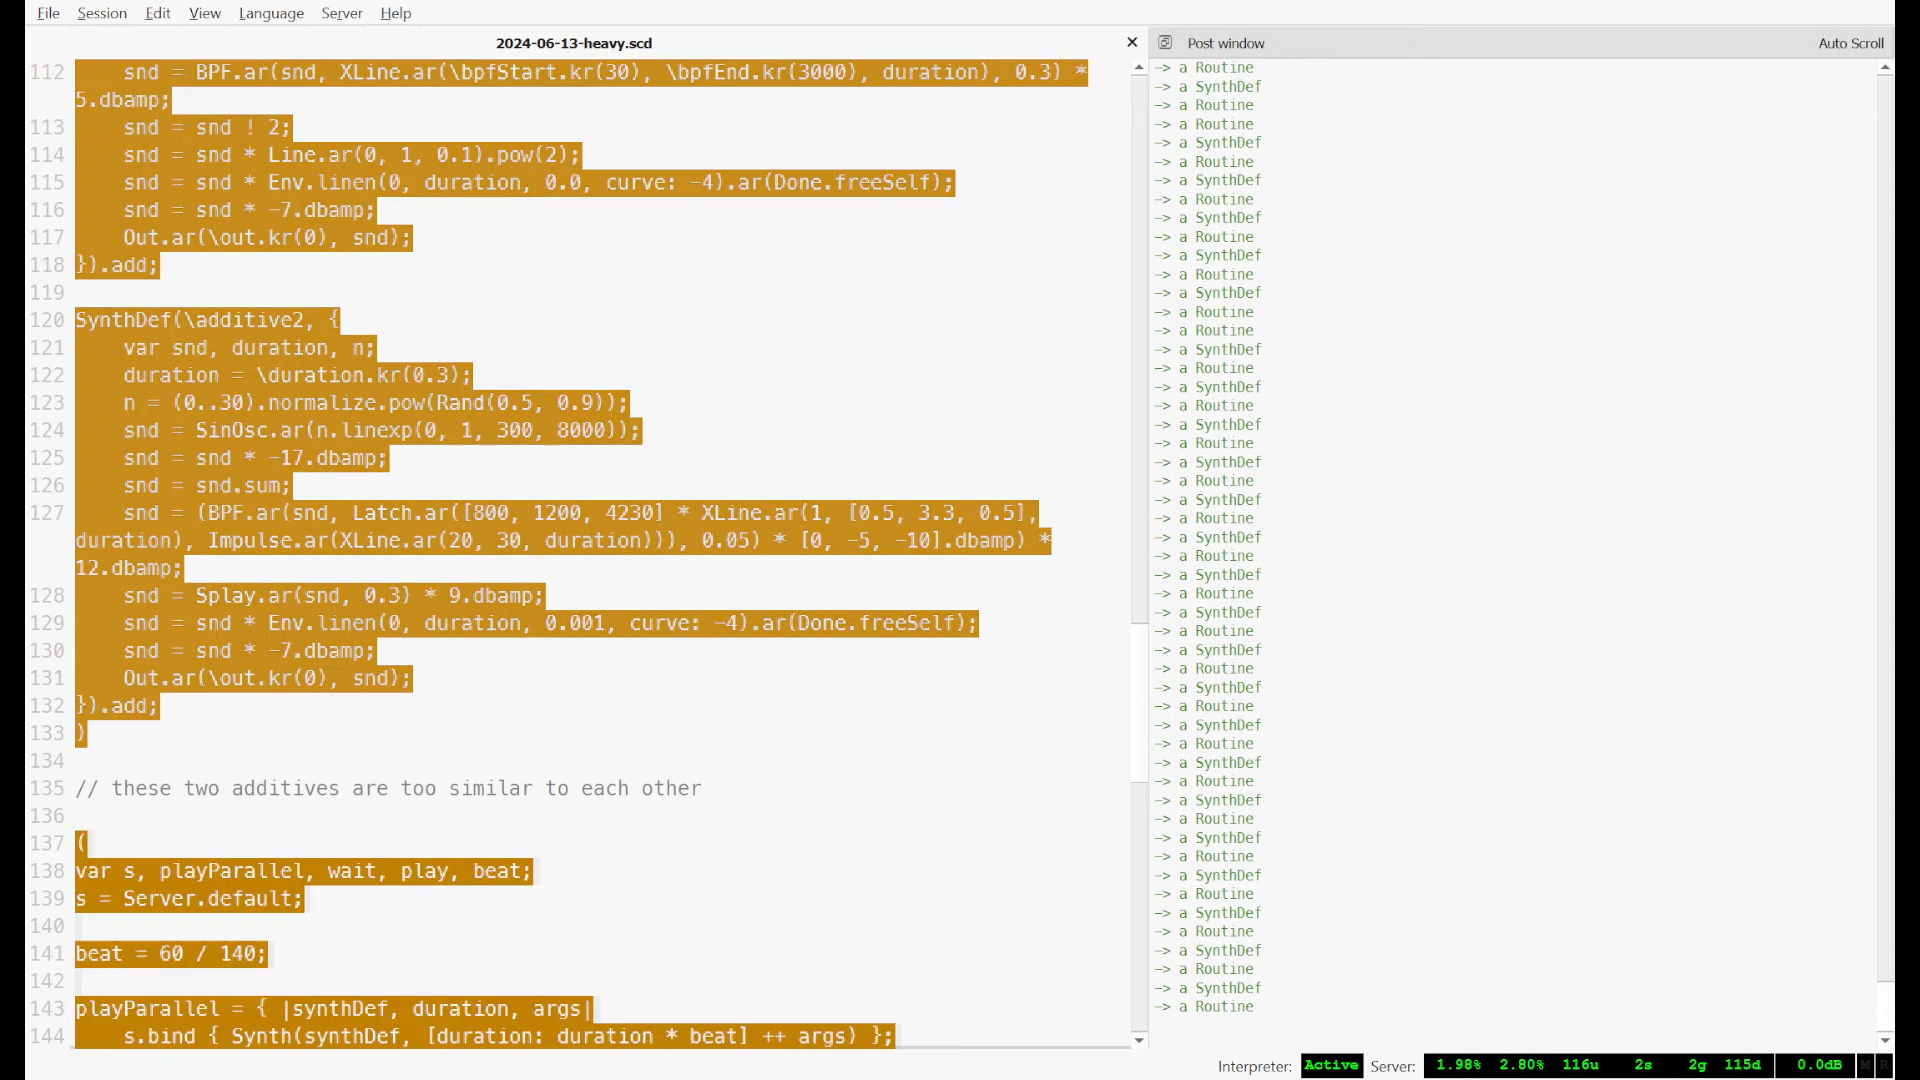 File Session Edit View Language Server Help
2024-06-13-heavy.scd
112 snd = BPF.ar(snd, XLine.ar(\bpfStart.kr(30), \bpfEnd.kr(3000), duration), 0.3) *
5.dbamp;
113 snd = snd ! 2;
114 snd = snd * Line.ar(0, 1, 0.1).pow(2);
115 snd = snd * Env.linen(0, duration, 0.0, curve: -4).ar(Done.freeSelf);
116 snd = snd * -7.dbamp;
117 Out.ar(\out.kr(0), snd);
118 }).add;
119
120 SynthDef(\additive2, {
121 var snd, duration, n;
122 duration = \duration.kr(0.3);
123 n = (0..30).normalize.pow(Rand(0.5, 0.9));
124 snd = SinOsc.ar(n.linexp(0, 1, 300, 8000));
125 snd = snd * -17.dbamp;
126 snd = snd.sum;
127 snd = (BPF.ar(snd, Latch.ar([800, 1200, 4230] * XLine.ar(1, [0.5, 3.3, 0.5],
duration), Impulse.ar(XLine.ar(20, 30, duration))), 0.05) * [0, -5, -10].dbamp) *
12.dbamp;
128 snd = Splay.ar(snd, 0.3) * 9.dbamp;
129 snd = snd * Env.linen(0, duration, 0.001, curve: -4).ar(Done.freeSelf);
130 snd = snd * -7.dbamp;
131 Out.ar(\out.kr(0), snd);
132 }).add;
133 )
134
135 // these two additives are too similar to each other
136
137 (
138 var s, playParallel, wait, play, beat;
139 s = Server.default;
140
141 beat = 60 / 140;
142
143 playParallel = { |synthDef, duration, args|
144 s.bind { Synth(synthDef, [duration: duration * beat] ++ args) };
Post window Auto Scroll
-> a Routine
-> a SynthDef
-> a Routine
-> a Routine
-> a SynthDef
-> a Routine
-> a SynthDef
-> a Routine
-> a SynthDef
-> a Routine
-> a SynthDef
-> a Routine
-> a SynthDef
-> a Routine
-> a Routine
-> a SynthDef
-> a Routine
-> a SynthDef
-> a Routine
-> a SynthDef
-> a Routine
-> a SynthDef
-> a Routine
-> a SynthDef
-> a Routine
-> a SynthDef
-> a Routine
-> a SynthDef
-> a Routine
-> a SynthDef
-> a Routine
-> a SynthDef
-> a Routine
-> a SynthDef
-> a Routine
-> a SynthDef
-> a Routine
-> a SynthDef
-> a Routine
-> a SynthDef
-> a Routine
-> a SynthDef
-> a Routine
-> a SynthDef
-> a Routine
-> a SynthDef
-> a Routine
-> a SynthDef
-> a Routine
-> a SynthDef
-> a Routine
Interpreter: Active Server: 1.98% 2.80% 116u 2s 2g 115d 0.0dB M R